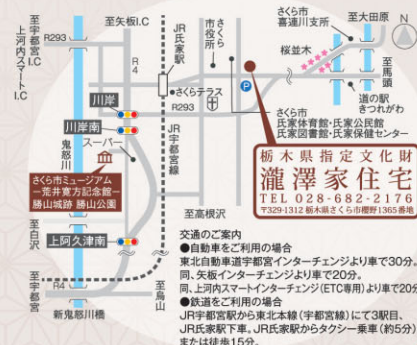 至宇都宮I.C
上河内スマートI.C
至矢板I.C
R293
R4
JR氏家駅
さくら市役所
さくらテラス
さくら市
喜連川支所
至大田原
N
桜並木
至馬頭
道の駅
きつれがわ
P
さくら市
氏家体育館・氏家公民館
氏家図書館・氏家保健センター
R293
川岸
川岸南
鬼怒川
スーパー
JR宇都宮線
さくら市ミュージアム
−荒井寛方記念館−
勝山城跡 勝山公園
至白沢
上阿久津南
至高根沢
至宇都宮
R4
新鬼怒川橋
至烏山
栃木県指定文化財
瀧澤家住宅
TEL 028-682-2176
〒329-1312 栃木県さくら市櫻野1365番地
交通のご案内
●自動車をご利用の場合
東北自動車道宇都宮インターチェンジより車で30分。
同、矢板インターチェンジより車で20分。
同、上河内スマートインターチェンジ(ETC専用)より車で20分
●鉄道をご利用の場合
JR宇都宮駅から東北本線(宇都宮線)にて3駅目、
JR氏家駅下車。JR氏家駅からタクシー乗車(約5分)
または徒歩15分。